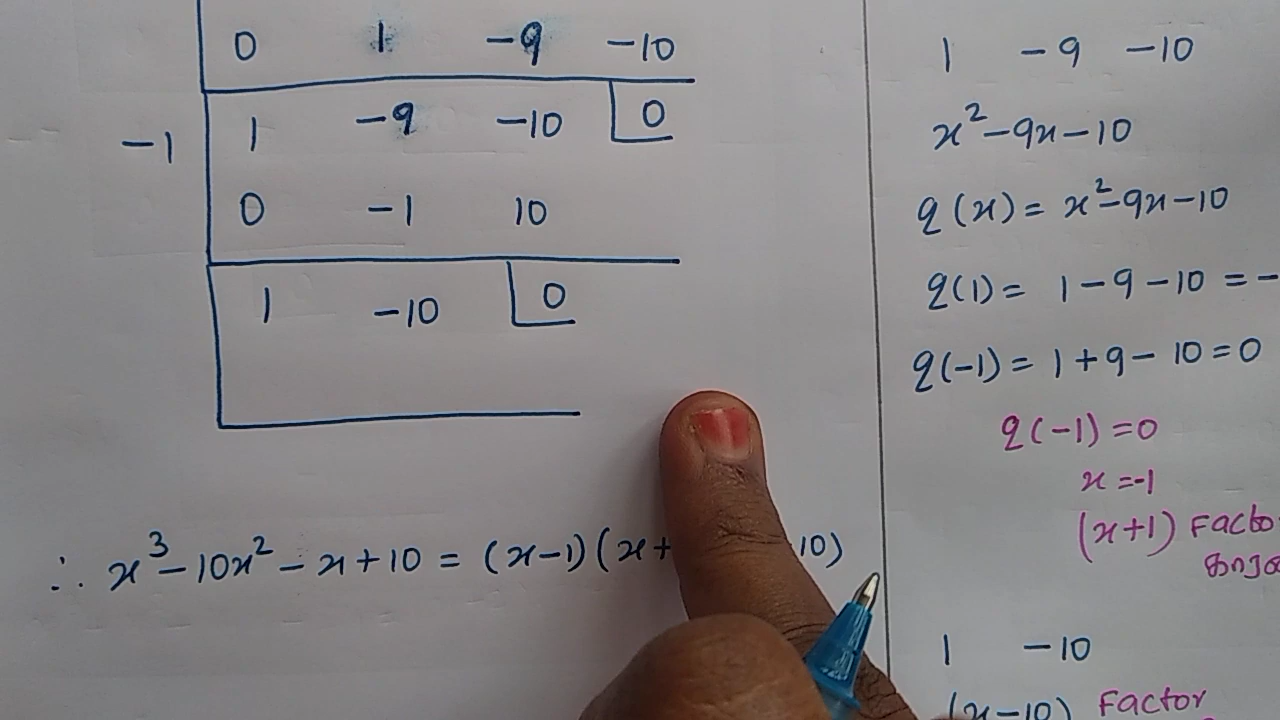 0 1 -9 -10
-1 1 -9 -10 0
0 -1 10
1 -10 0
∴ x³-10x²-x+10 = (x-1)(x+ 10)
1 -9 -10
x²-9x-10
q(x)= x²-9x-10
q(1)= 1-9-10=-
q(-1)= 1+9-10=0
q(-1)=0
x=-1
(x+1) Facto
1 -10
(x-10) Factor